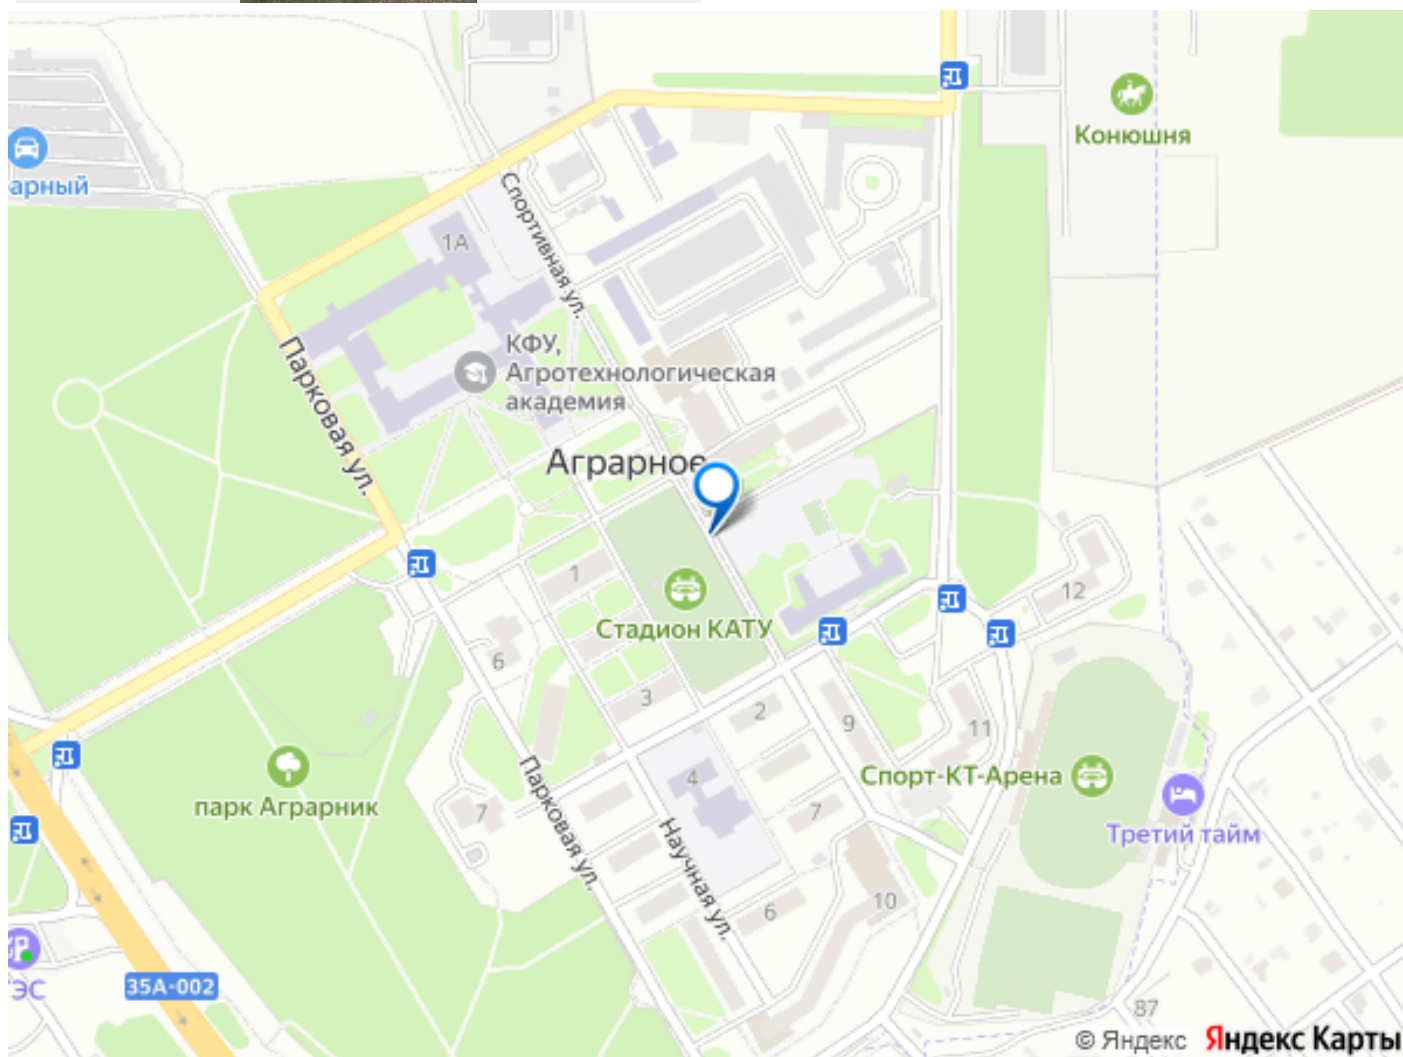 Конюшня
арный
Спортивная ул.
1А
КФУ,
Агротехнологическая
академия
Парковая ул.
Аграрное
1
12
Стадион КАТУ
6
3
2
9
11
Спорт-КТ-Арена
4
парк Аграрник
7
7
Третий тайм
Парковая ул.
Научная ул.
10
6
ЭС
35А-002
87
© Яндекс Яндекс Карты